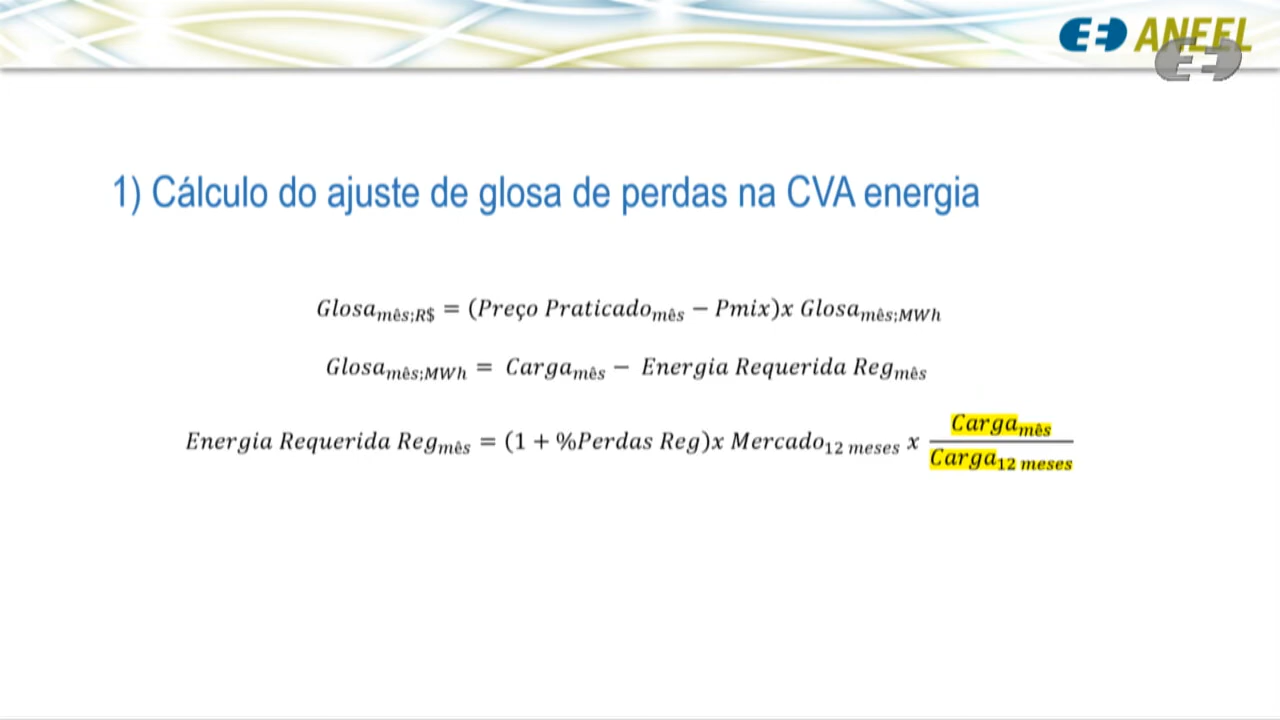 ANEEL
1) Cálculo do ajuste de glosa de perdas na CVA energia
Glosa_mês;R$ = (Preço Praticado_mês − Pmix)x Glosa_mês;MWh
Glosa_mês;MWh = Carga_mês − Energia Requerida Reg_mês
Energia Requerida Reg_mês = (1 + %Perdas Reg)x Mercado_12 meses x Carga_mês / Carga_12 meses